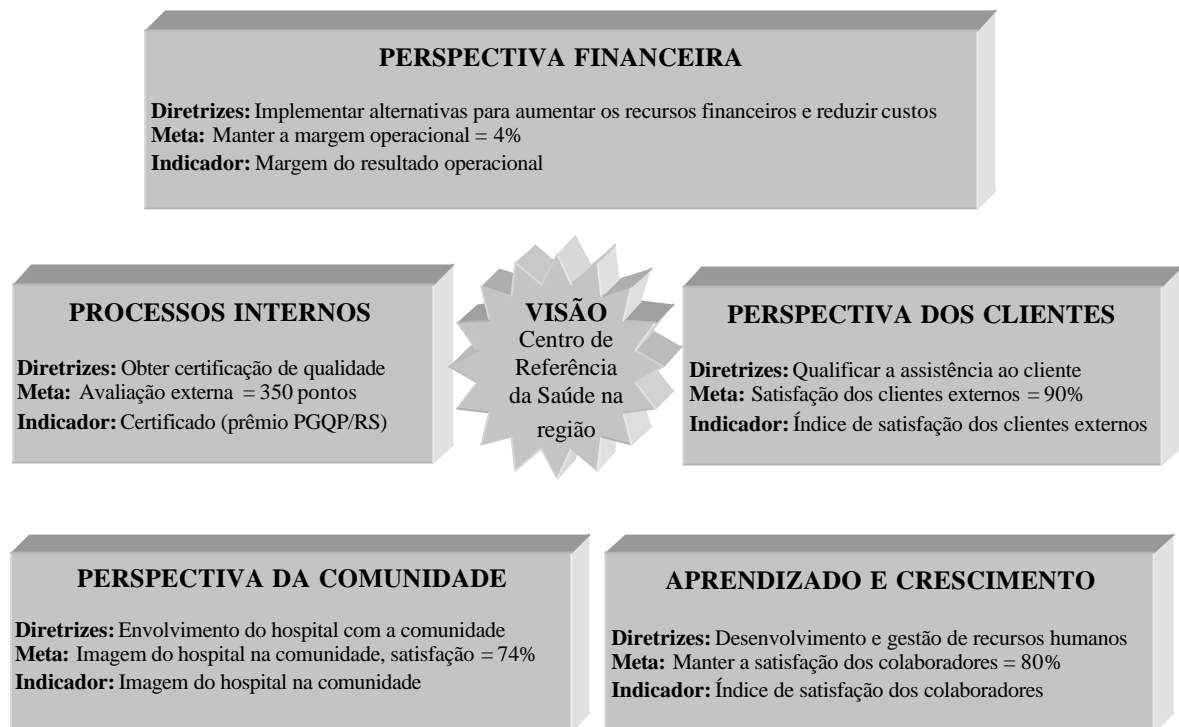 PERSPECTIVA FINANCEIRA
Diretrizes: Implementar alternativas para aumentar os recursos financeiros e reduzir custos
Meta: Manter a margem operacional = 4%
Indicador: Margem do resultado operacional
PROCESSOS INTERNOS
Diretrizes: Obter certificação de qualidade
Meta: Avaliação externa = 350 pontos
Indicador: Certificado (prêmio PGQP/RS)
VISÃO
Centro de
Referência
da Saúde na
região
PERSPECTIVA DOS CLIENTES
Diretrizes: Qualificar a assistência ao cliente
Meta: Satisfação dos clientes externos = 90%
Indicador: Índice de satisfação dos clientes externos
PERSPECTIVA DA COMUNIDADE
Diretrizes: Envolvimento do hospital com a comunidade
Meta: Imagem do hospital na comunidade, satisfação = 74%
Indicador: Imagem do hospital na comunidade
APRENDIZADO E CRESCIMENTO
Diretrizes: Desenvolvimento e gestão de recursos humanos
Meta: Manter a satisfação dos colaboradores = 80%
Indicador: Índice de satisfação dos colaboradores